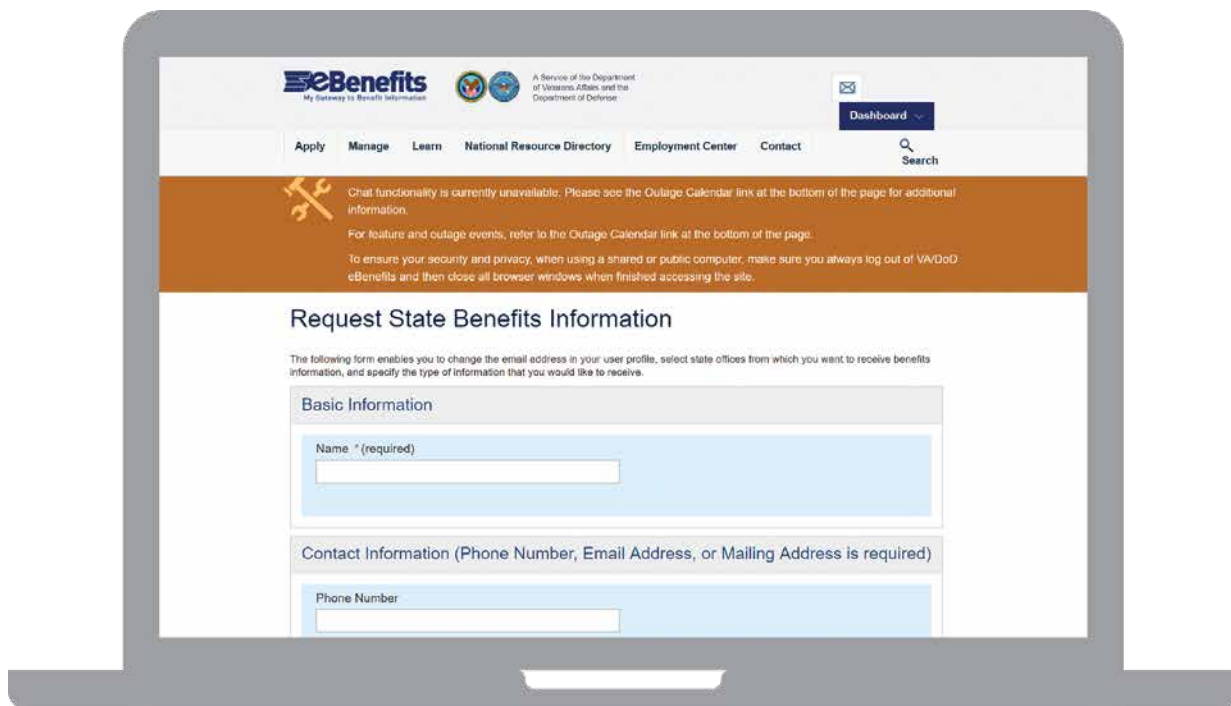 eBenefits
My Gateway to Benefit Information
A Service of the Department
of Veterans Affairs and the
Department of Defense
Dashboard
Apply Manage Learn National Resource Directory Employment Center Contact
Search
Chat functionality is currently unavailable. Please see the Outage Calendar link at the bottom of the page for additional
information.
For feature and outage events, refer to the Outage Calendar link at the bottom of the page.
To ensure your security and privacy, when using a shared or public computer, make sure you always log out of VA/DoD
eBenefits and then close all browser windows when finished accessing the site.
Request State Benefits Information
The following form enables you to change the email address in your user profile, select state offices from which you want to receive benefits
information, and specify the type of information that you would like to receive.
Basic Information
Name *(required)
Contact Information (Phone Number, Email Address, or Mailing Address is required)
Phone Number